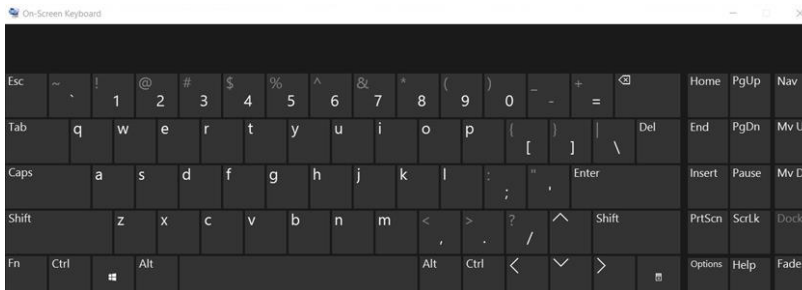 On-Screen Keyboard
Esc ~ ` ! 1 @ 2 # 3 $ 4 % 5 ^ 6 & 7 * 8 ( 9 ) 0 _ - + = Home PgUp Nav
Tab q w e r t y u i o p { [ } ] | \ Del End PgDn Mv U
Caps a s d f g h j k l : ; " ' Enter Insert Pause Mv D
Shift z x c v b n m < , > . ? / Shift PrtScn ScrLk Dock
Fn Ctrl Alt Alt Ctrl Options Help Fade